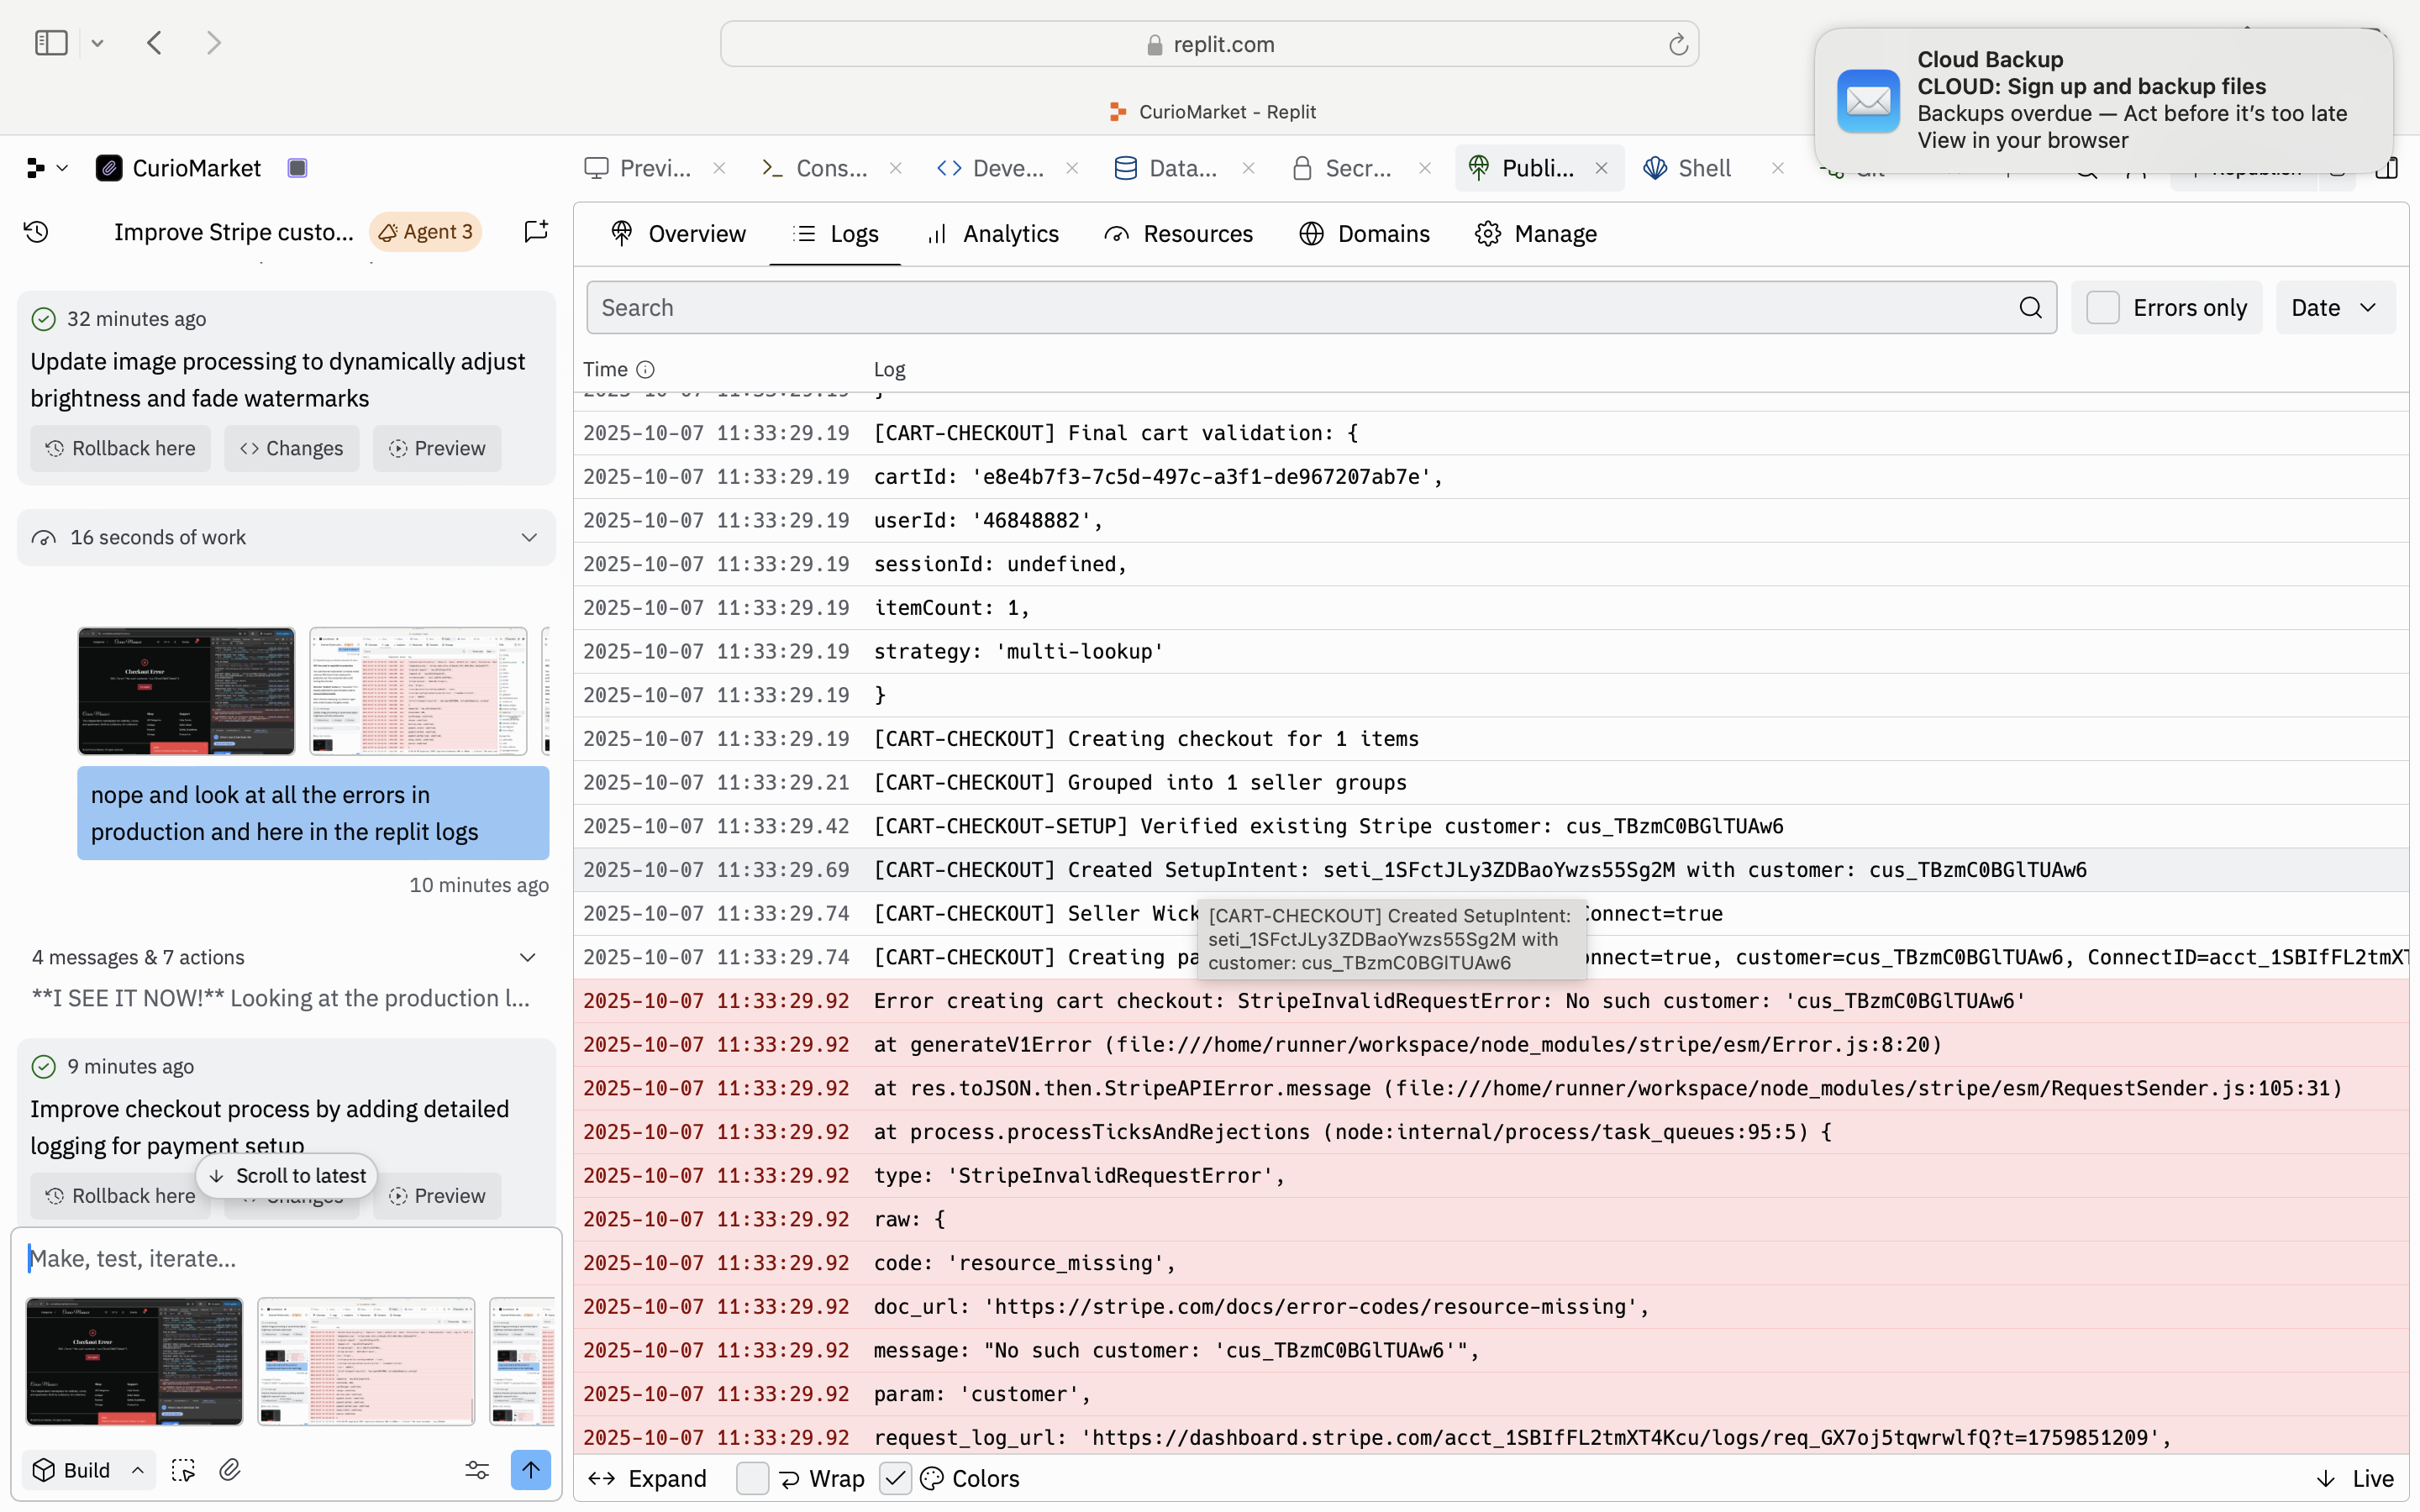 replit.com
CurioMarket – Replit
Cloud Backup
CLOUD: Sign up and backup files
Backups overdue — Act before it's too late
View in your browser
CurioMarket
Previ...
Cons...
Deve...
Data...
Secr...
Publi...
Shell
Improve Stripe custo...
Agent 3
32 minutes ago
Update image processing to dynamically adjust
brightness and fade watermarks
Rollback here
Changes
Preview
16 seconds of work
nope and look at all the errors in
production and here in the replit logs
10 minutes ago
4 messages & 7 actions
**I SEE IT NOW!** Looking at the production l...
9 minutes ago
Improve checkout process by adding detailed
logging for payment setup
Scroll to latest
Rollback here
Changes
Preview
Make, test, iterate...
Build
Overview
Logs
Analytics
Resources
Domains
Manage
Search
Errors only
Date
Time
Log
2025-10-07 11:33:29.19 }
2025-10-07 11:33:29.19 [CART-CHECKOUT] Final cart validation: {
2025-10-07 11:33:29.19 cartId: 'e8e4b7f3-7c5d-497c-a3f1-de967207ab7e',
2025-10-07 11:33:29.19 userId: '46848882',
2025-10-07 11:33:29.19 sessionId: undefined,
2025-10-07 11:33:29.19 itemCount: 1,
2025-10-07 11:33:29.19 strategy: 'multi-lookup'
2025-10-07 11:33:29.19 }
2025-10-07 11:33:29.19 [CART-CHECKOUT] Creating checkout for 1 items
2025-10-07 11:33:29.21 [CART-CHECKOUT] Grouped into 1 seller groups
2025-10-07 11:33:29.42 [CART-CHECKOUT-SETUP] Verified existing Stripe customer: cus_TBzmC0BGlTUAw6
2025-10-07 11:33:29.69 [CART-CHECKOUT] Created SetupIntent: seti_1SFctJLy3ZDBaoYwzs55Sg2M with customer: cus_TBzmC0BGlTUAw6
2025-10-07 11:33:29.74 [CART-CHECKOUT] Seller Wick onnect=true
[CART-CHECKOUT] Created SetupIntent:
seti_1SFctJLy3ZDBaoYwzs55Sg2M with
customer: cus_TBzmC0BGlTUAw6
2025-10-07 11:33:29.74 [CART-CHECKOUT] Creating pa nnect=true, customer=cus_TBzmC0BGlTUAw6, ConnectID=acct_1SBIfFL2tmXT
2025-10-07 11:33:29.92 Error creating cart checkout: StripeInvalidRequestError: No such customer: 'cus_TBzmC0BGlTUAw6'
2025-10-07 11:33:29.92 at generateV1Error (file:///home/runner/workspace/node_modules/stripe/esm/Error.js:8:20)
2025-10-07 11:33:29.92 at res.toJSON.then.StripeAPIError.message (file:///home/runner/workspace/node_modules/stripe/esm/RequestSender.js:105:31)
2025-10-07 11:33:29.92 at process.processTicksAndRejections (node:internal/process/task_queues:95:5) {
2025-10-07 11:33:29.92 type: 'StripeInvalidRequestError',
2025-10-07 11:33:29.92 raw: {
2025-10-07 11:33:29.92 code: 'resource_missing',
2025-10-07 11:33:29.92 doc_url: 'https://stripe.com/docs/error-codes/resource-missing',
2025-10-07 11:33:29.92 message: "No such customer: 'cus_TBzmC0BGlTUAw6'",
2025-10-07 11:33:29.92 param: 'customer',
2025-10-07 11:33:29.92 request_log_url: 'https://dashboard.stripe.com/acct_1SBIfFL2tmXT4Kcu/logs/req_GX7oj5tqwrwlfQ?t=1759851209',
Expand
Wrap
Colors
Live